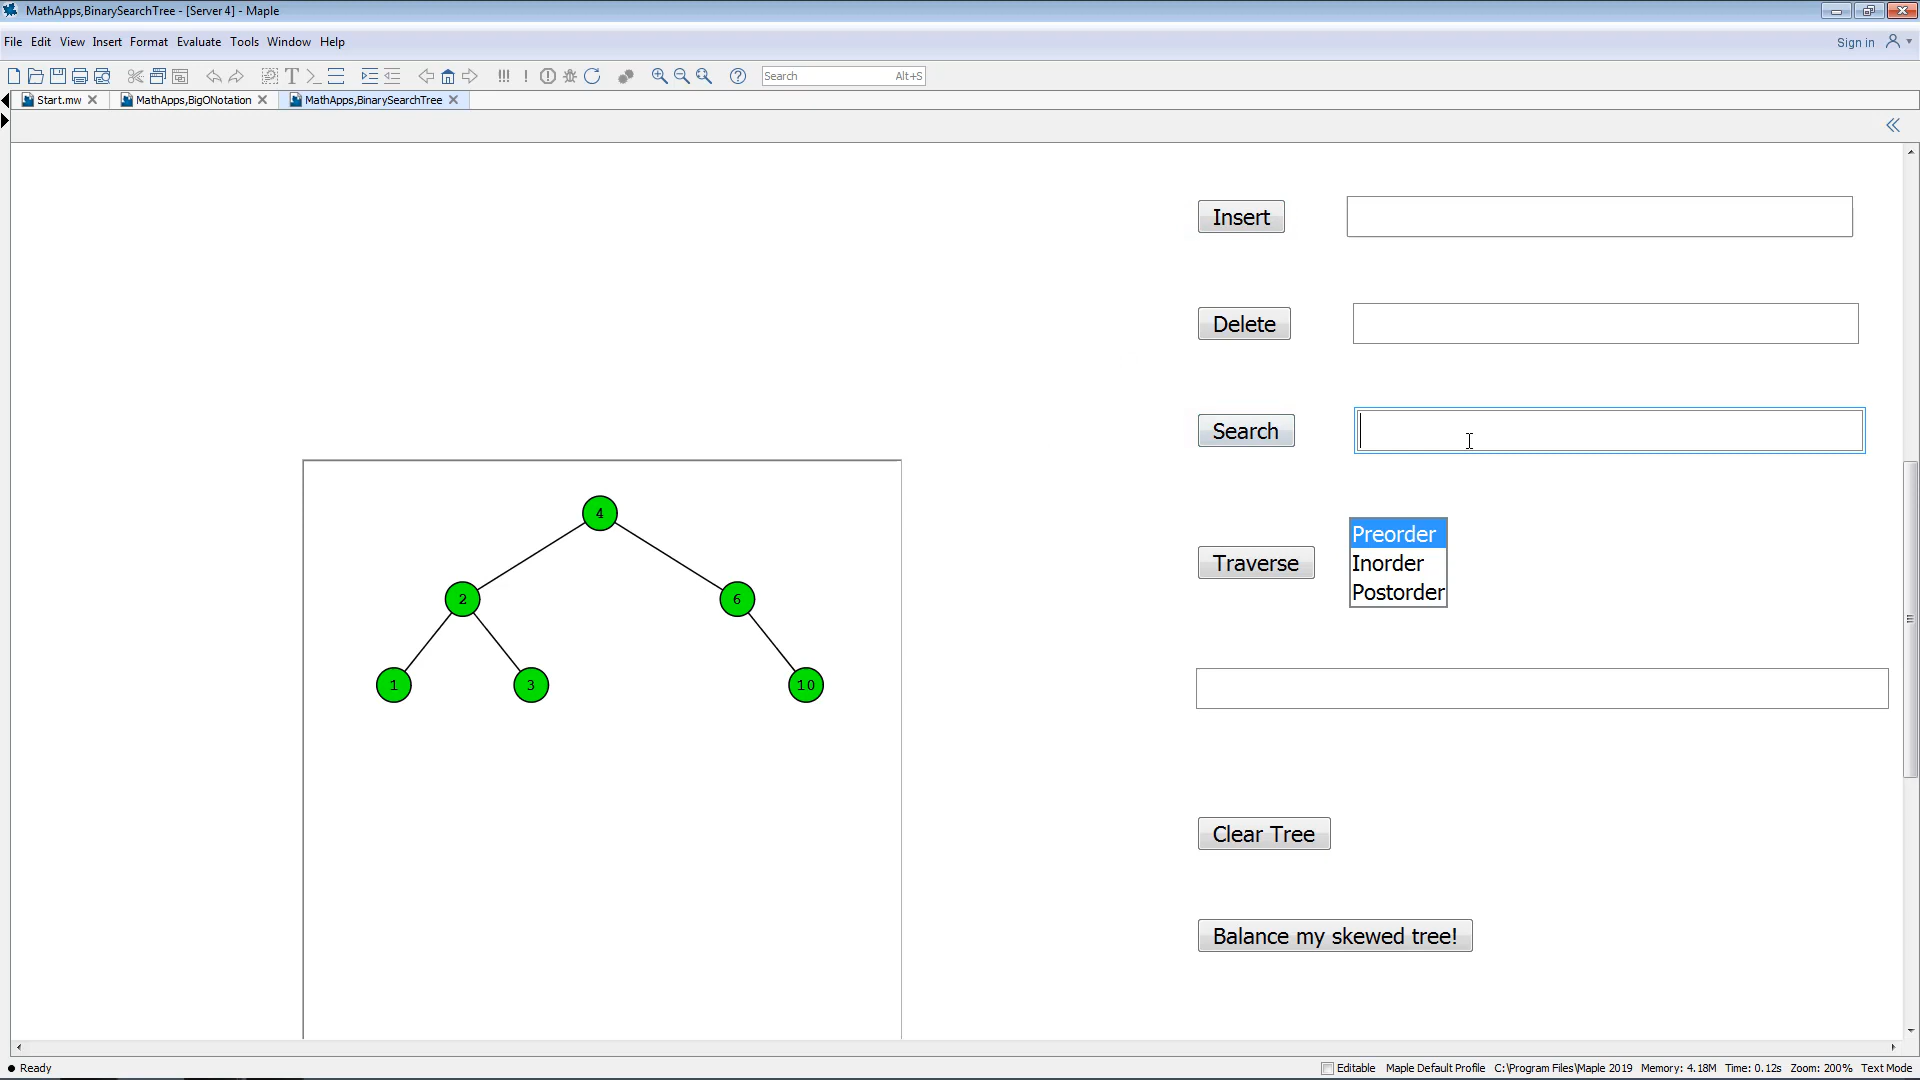 MathApps,BinarySearchTree - [Server 4] - Maple
File Edit View Insert Format Evaluate Tools Window Help
Sign in
Search Alt+S
Start.mw MathApps,BigONotation MathApps,BinarySearchTree
Insert
Delete
Search
Traverse
Preorder
Inorder
Postorder
Clear Tree
Balance my skewed tree!
4
2 6
1 3 10
Ready
Editable Maple Default Profile C:\Program Files\Maple 2019 Memory: 4.18M Time: 0.12s Zoom: 200% Text Mode